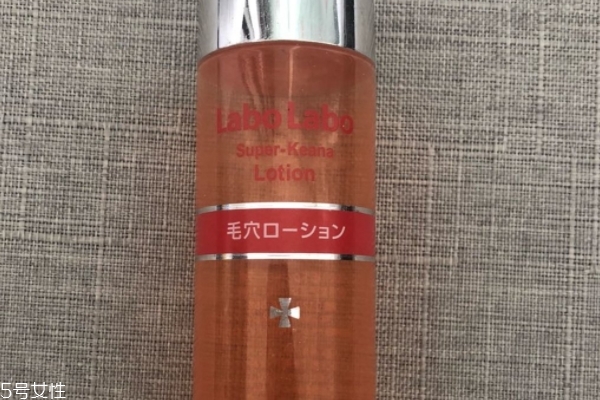 Labo Labo
Super-Keana
Lotion
毛穴ローション
5号女性